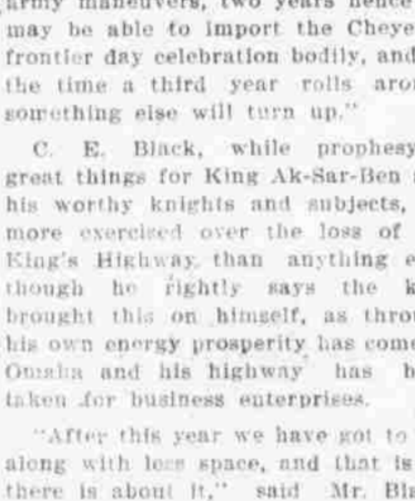 army maneuvers, two years hence
may be able to import the Cheye
frontier day celebration bodily, and
the time a third year rolls aro
something else will turn up."
C. E. Black, while prophesy
great things for King Ak-Sar-Ben
his worthy knights and subjects,
more exercised over the loss of
King's Highway than anything e
though he rightly says the k
brought this on himself, as thro
his own energy prosperity has come
Omaha and his highway has b
taken for business enterprises.
"After this year we have got to
along with less space, and that is
there is about it," said Mr. Bla